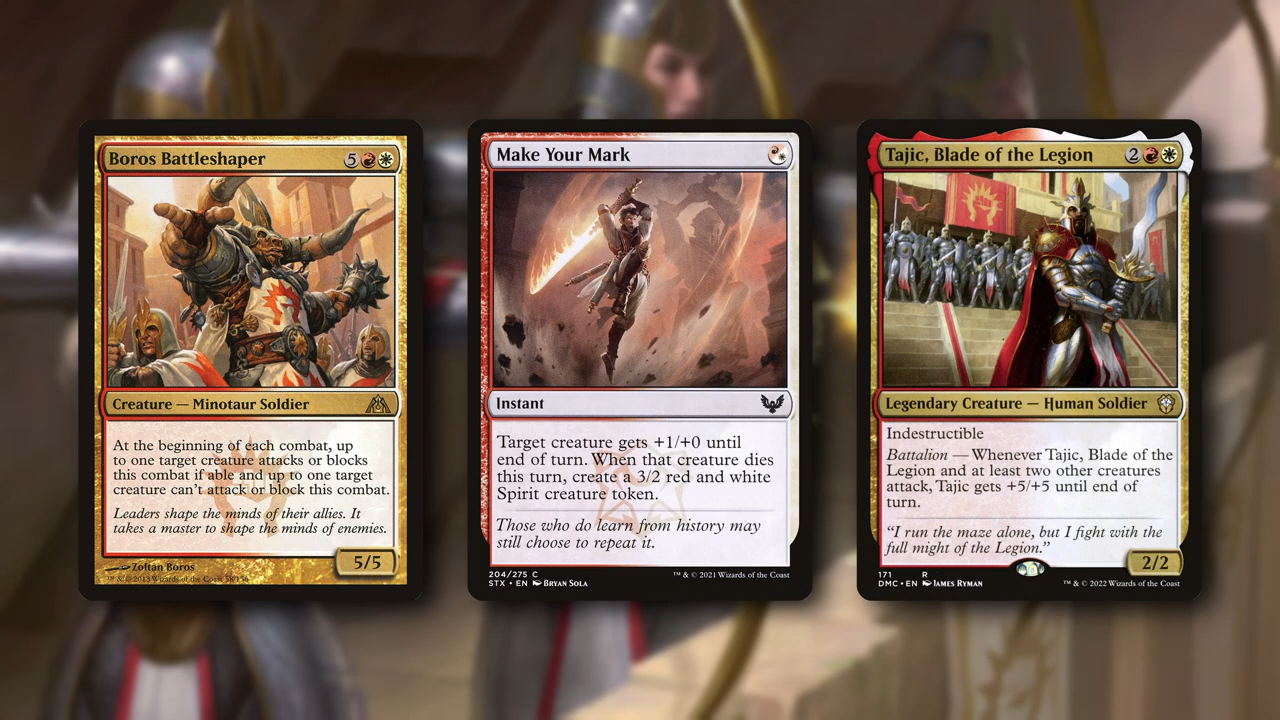 Boros Battleshaper 5
Creature — Minotaur Soldier
At the beginning of each combat, up
to one target creature attacks or blocks
this combat if able and up to one target
creature can't attack or block this combat.
Leaders shape the minds of their allies. It
takes a master to shape the minds of enemies.
5/5
Zoltan Boros
™ & © 2013 Wizards of the Coast 58/156
Make Your Mark
Instant
Target creature gets +1/+0 until
end of turn. When that creature dies
this turn, create a 3/2 red and white
Spirit creature token.
Those who do learn from history may
still choose to repeat it.
204/275 C
STX • EN Bryan Sola
™ & © 2021 Wizards of the Coast
Tajic, Blade of the Legion 2
Legendary Creature — Human Soldier
Indestructible
Battalion — Whenever Tajic, Blade of the
Legion and at least two other creatures
attack, Tajic gets +5/+5 until end of
turn.
“I run the maze alone, but I fight with the
full might of the Legion.”
2/2
171 R
DMC • EN James Ryman
™ & © 2022 Wizards of the Coast